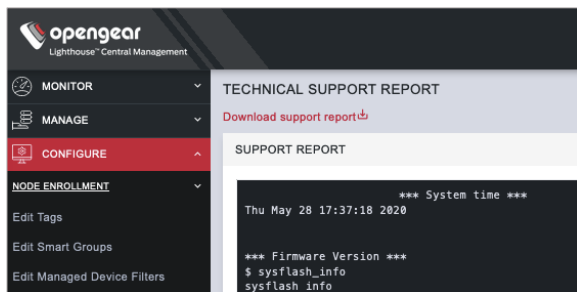 opengear
Lighthouse™ Central Management
MONITOR
MANAGE
CONFIGURE
NODE ENROLLMENT
Edit Tags
Edit Smart Groups
Edit Managed Device Filters
TECHNICAL SUPPORT REPORT
Download support report
SUPPORT REPORT
*** System time ***
Thu May 28 17:37:18 2020
*** Firmware Version ***
$ sysflash_info
sysflash info